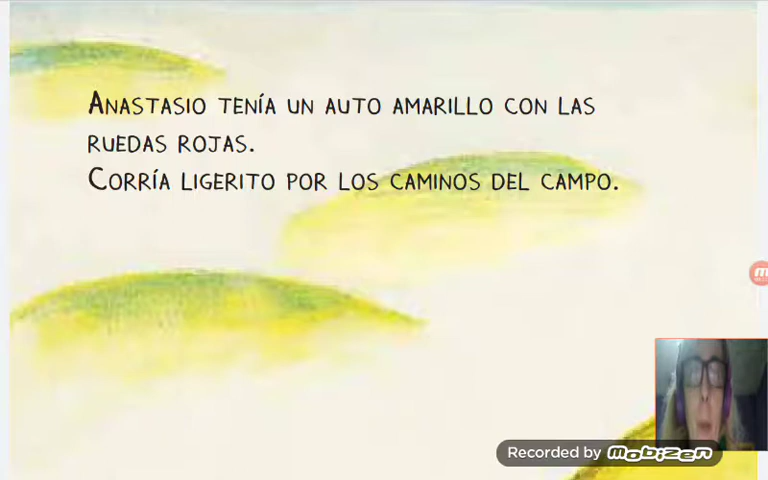 ANASTASIO TENÍA UN AUTO AMARILLO CON LAS
RUEDAS ROJAS.
CORRÍA LIGERITO POR LOS CAMINOS DEL CAMPO.
Recorded by mobizen